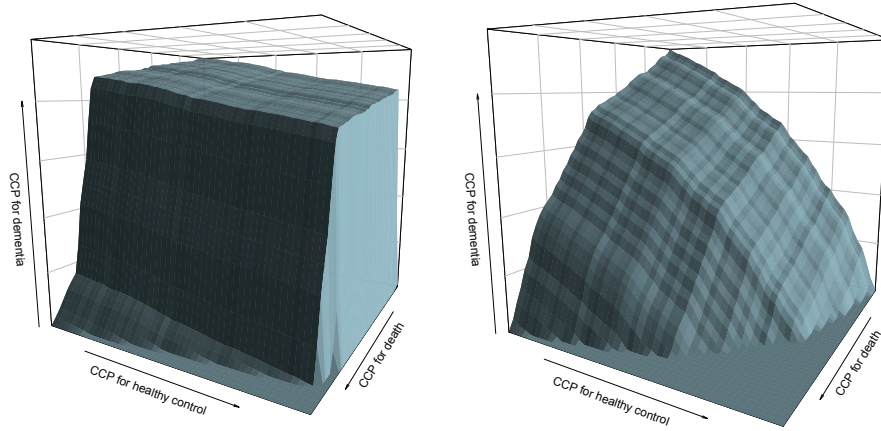 CCP for dementia
CCP for healthy control
CCP for death
CCP for dementia
CCP for healthy control
CCP for death